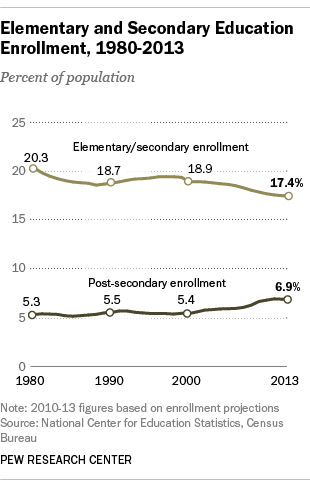 Elementary and Secondary Education
Enrollment, 1980-2013
Percent of population
25
Elementary/secondary enrollment
20.3
18.7
18.9
17.4%
20
15
10
Post-secondary enrollment
5.3
5.5
5.4
6.9%
5
0
1980
1990
2000
2013
Note: 2010-13 figures based on enrollment projections
Source: National Center for Education Statistics, Census
Bureau
PEW RESEARCH CENTER